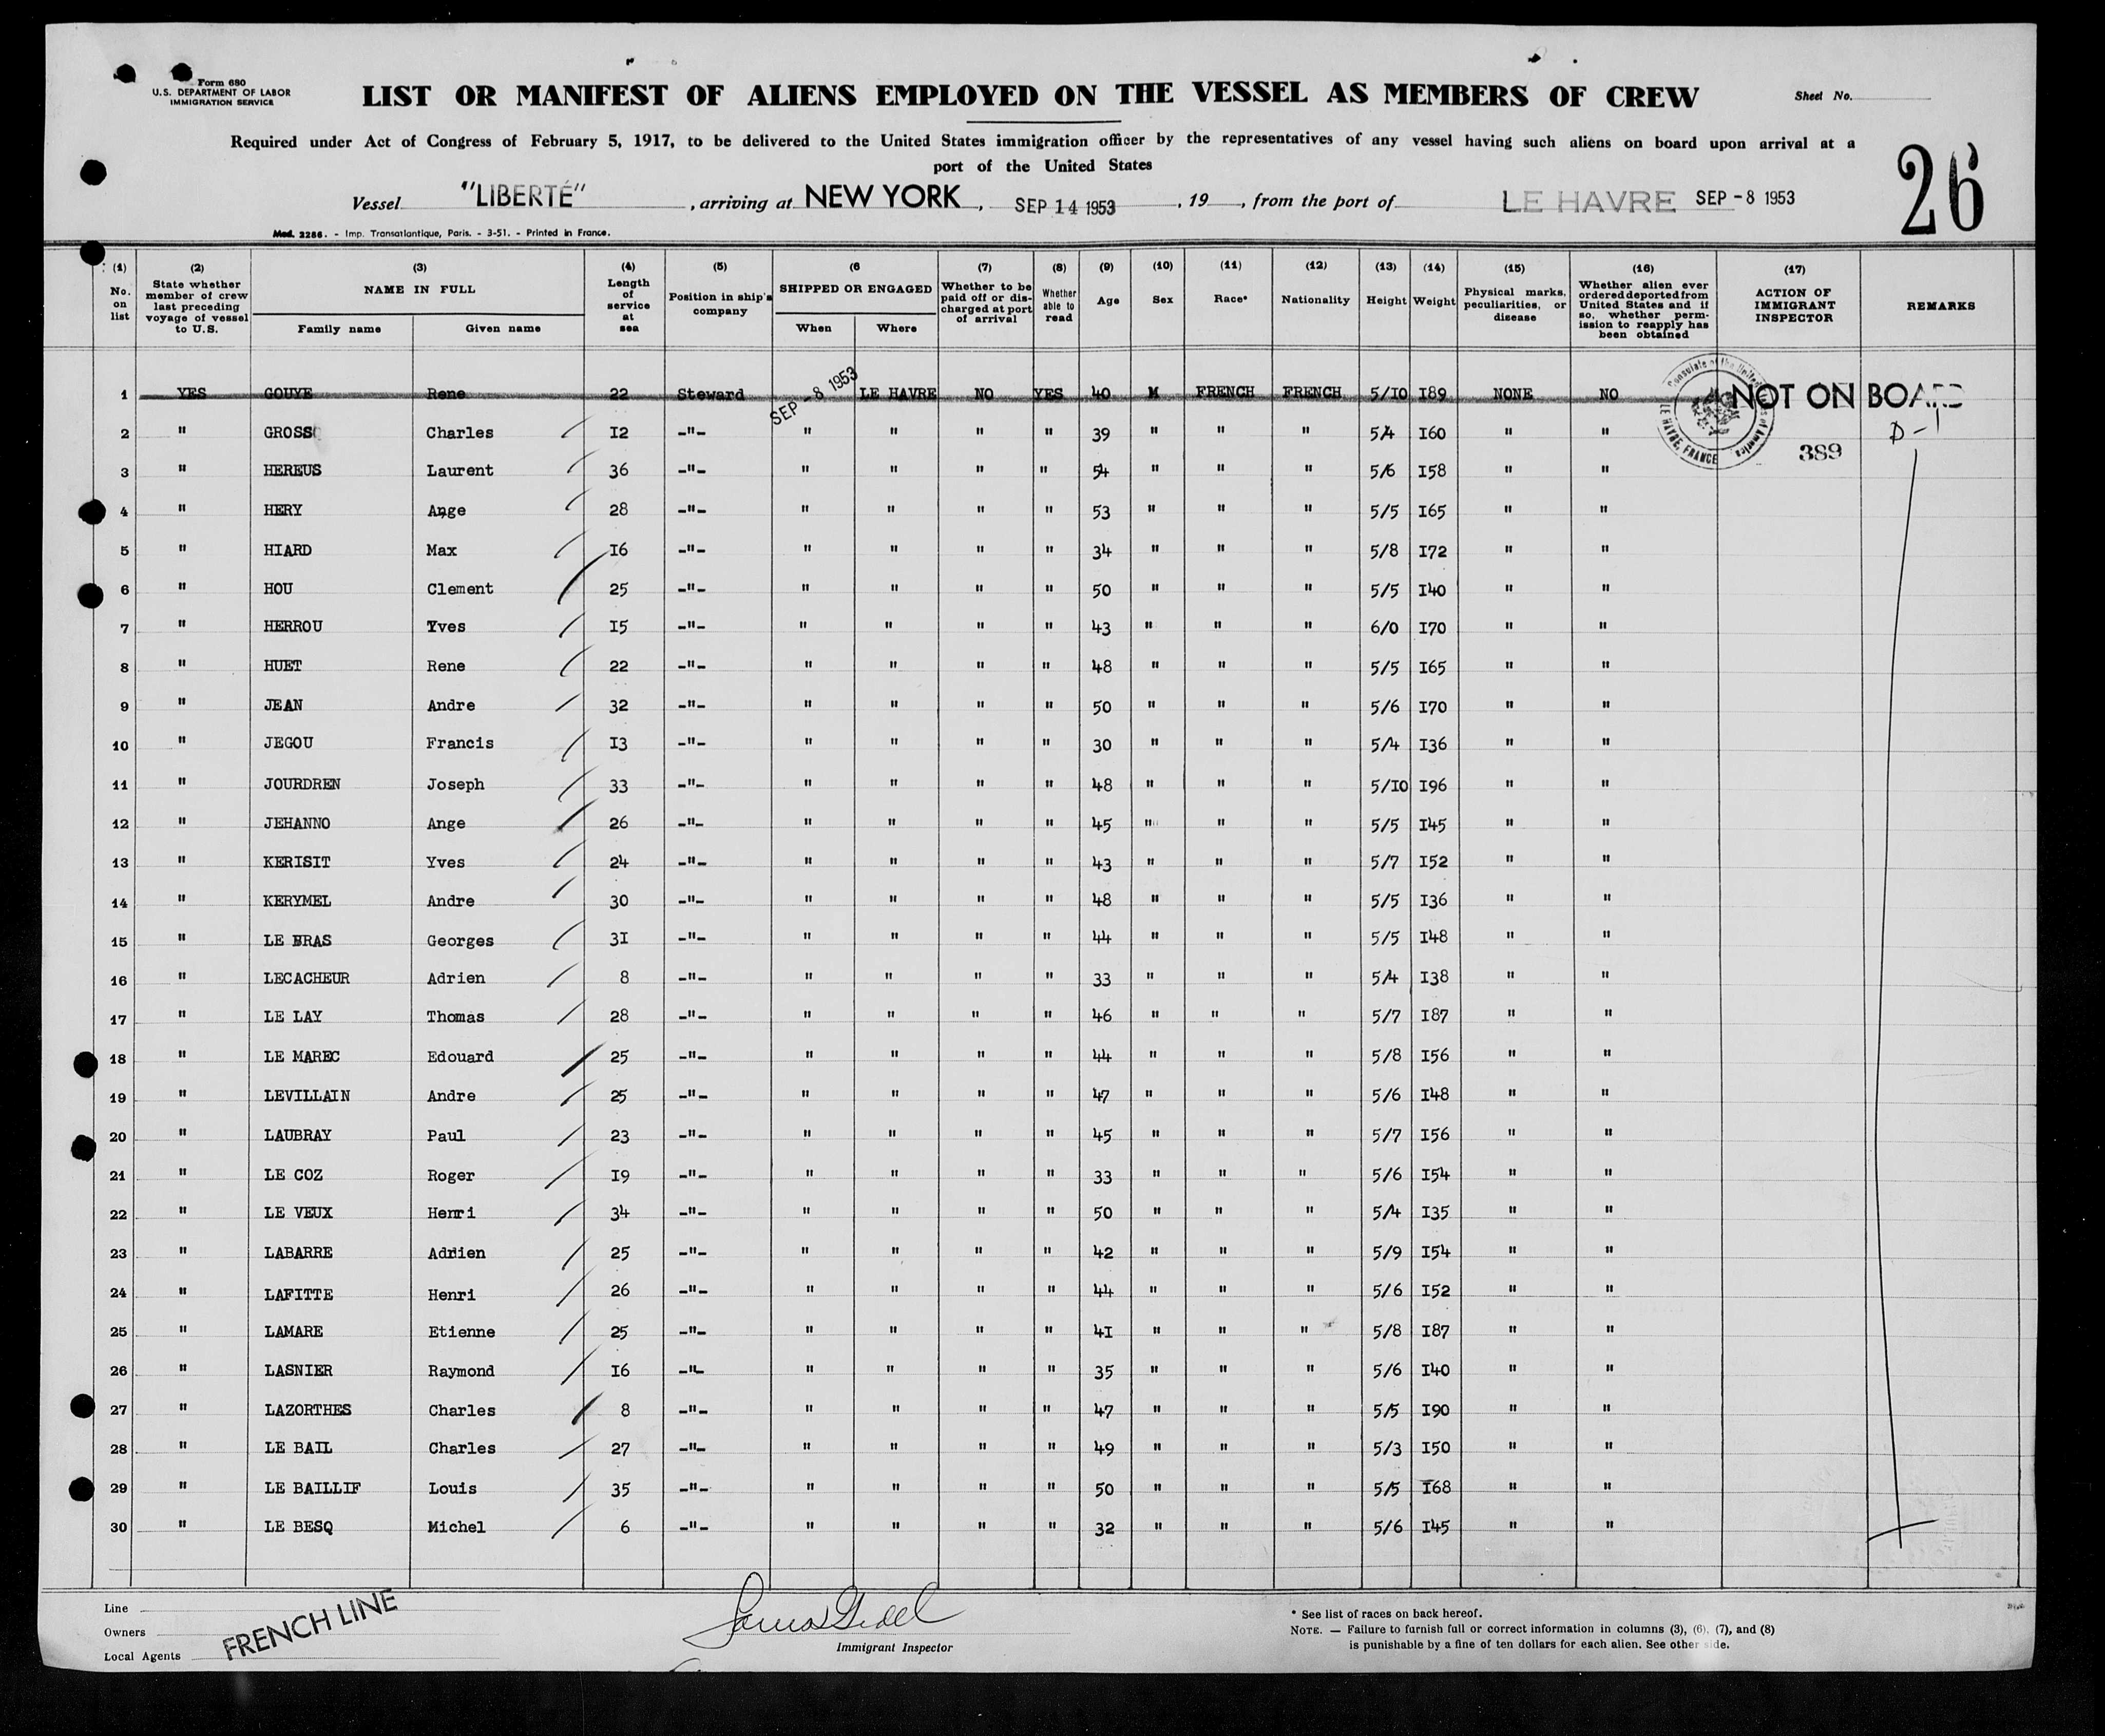 Form 680
U.S. DEPARTMENT OF LABOR
IMMIGRATION SERVICE
LIST OR MANIFEST OF ALIENS EMPLOYED ON THE VESSEL AS MEMBERS OF CREW
Sheet No.
Required under Act of Congress of February 5, 1917, to be delivered to the United States immigration officer by the representatives of any vessel having such aliens on board upon arrival at a
port of the United States
26
Vessel "LIBERTÉ" , arriving at NEW YORK , SEP 14 1953 , 19 , from the port of LE HAVRE SEP -8 1953
Mod. 2286. - Imp. Transatlantique, Paris. - 3-51. - Printed in France.
(1) No. on list (2) State whether member of crew last preceding voyage of vessel to U.S. (3) NAME IN FULL Family name Given name (4) Length of service at sea (5) Position in ship's company (6 SHIPPED OR ENGAGED When Where (7) Whether to be paid off or discharged at port of arrival (8) Whether able to read (9) Age (10) Sex (11) Race* (12) Nationality (13) Height (14) Weight (15) Physical marks, peculiarities, or disease (16) Whether alien ever ordered deported from United States and if so, whether permission to reapply has been obtained (17) ACTION OF IMMIGRANT INSPECTOR REMARKS
1 YES GOUYE Rene 22 Steward SEP -8 1953 LE HAVRE NO YES 40 M FRENCH FRENCH 5/10 189 NONE NO NOT ON BOARD
2 " GROSS Charles 12 -"- " " " " 39 " " " 5/4 160 " " 389 D-1
3 " HEREUS Laurent 36 -"- " " " " 54 " " " 5/6 158 " "
4 " HERY Ange 28 -"- " " " " 53 " " " 5/5 165 " "
5 " HIARD Max 16 -"- " " " " 34 " " " 5/8 172 " "
6 " HOU Clement 25 -"- " " " " 50 " " " 5/5 140 " "
7 " HERROU Yves 15 -"- " " " " 43 " " " 6/0 170 " "
8 " HUET Rene 22 -"- " " " " 48 " " " 5/5 165 " "
9 " JEAN Andre 32 -"- " " " " 50 " " " 5/6 170 " "
10 " JEGOU Francis 13 -"- " " " " 30 " " " 5/4 136 " "
11 " JOURDREN Joseph 33 -"- " " " " 48 " " " 5/10 196 " "
12 " JEHANNO Ange 26 -"- " " " " 45 " " " 5/5 145 " "
13 " KERISIT Yves 24 -"- " " " " 43 " " " 5/7 152 " "
14 " KERYMEL Andre 30 -"- " " " " 48 " " " 5/5 136 " "
15 " LE BRAS Georges 31 -"- " " " " 44 " " " 5/5 148 " "
16 " LECACHEUR Adrien 8 -"- " " " " 33 " " " 5/4 138 " "
17 " LE LAY Thomas 28 -"- " " " " 46 " " " 5/7 187 " "
18 " LE MAREC Edouard 25 -"- " " " " 44 " " " 5/8 156 " "
19 " LEVILLAIN Andre 25 -"- " " " " 47 " " " 5/6 148 " "
20 " LAUBRAY Paul 23 -"- " " " " 45 " " " 5/7 156 " "
21 " LE COZ Roger 19 -"- " " " " 33 " " " 5/6 154 " "
22 " LE VEUX Henri 34 -"- " " " " 50 " " " 5/4 135 " "
23 " LABARRE Adrien 25 -"- " " " " 42 " " " 5/9 154 " "
24 " LAFITTE Henri 26 -"- " " " " 44 " " " 5/6 152 " "
25 " LAMARE Etienne 25 -"- " " " " 41 " " " 5/8 187 " "
26 " LASNIER Raymond 16 -"- " " " " 35 " " " 5/6 140 " "
27 " LAZORTHES Charles 8 -"- " " " " 47 " " " 5/5 190 " "
28 " LE BAIL Charles 27 -"- " " " " 49 " " " 5/3 150 " "
29 " LE BAILLIF Louis 35 -"- " " " " 50 " " " 5/5 168 " "
30 " LE BESQ Michel 6 -"- " " " " 32 " " " 5/6 145 " "
Line
Owners
Local Agents
FRENCH LINE
Immigrant Inspector
* See list of races on back hereof.
NOTE. — Failure to furnish full or correct information in columns (3), (6), (7), and (8)
is punishable by a fine of ten dollars for each alien. See other side.